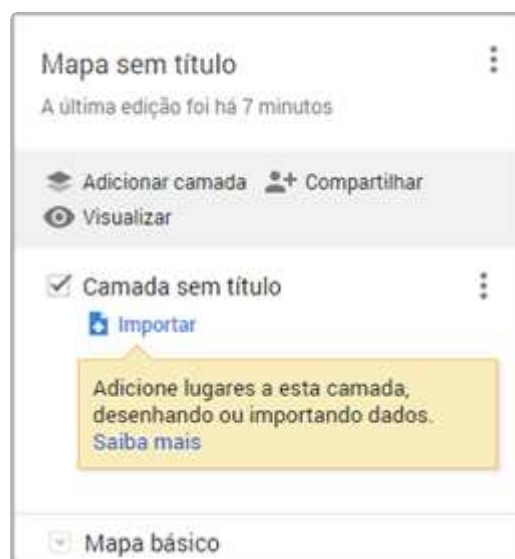 Mapa sem título
A última edição foi há 7 minutos
Adicionar camada Compartilhar
Visualizar
Camada sem título
Importar
Adicione lugares a esta camada,
desenhando ou importando dados.
Saiba mais
Mapa básico